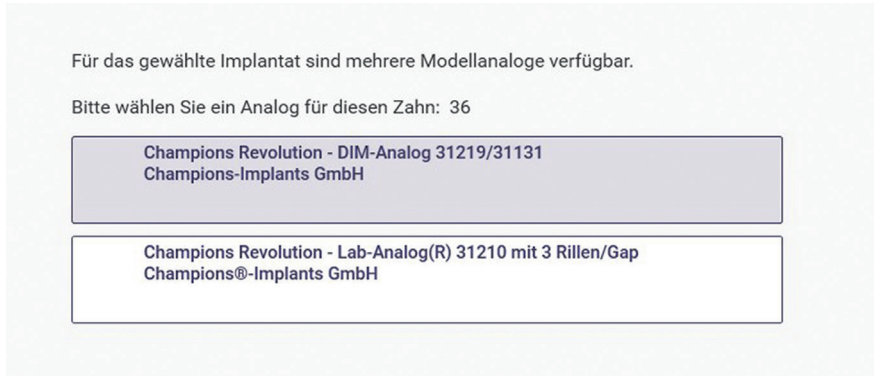 Für das gewählte Implantat sind mehrere Modellanaloge verfügbar.
Bitte wählen Sie ein Analog für diesen Zahn: 36
Champions Revolution - DIM-Analog 31219/31131
Champions-Implants GmbH
Champions Revolution - Lab-Analog(R) 31210 mit 3 Rillen/Gap
Champions®-Implants GmbH